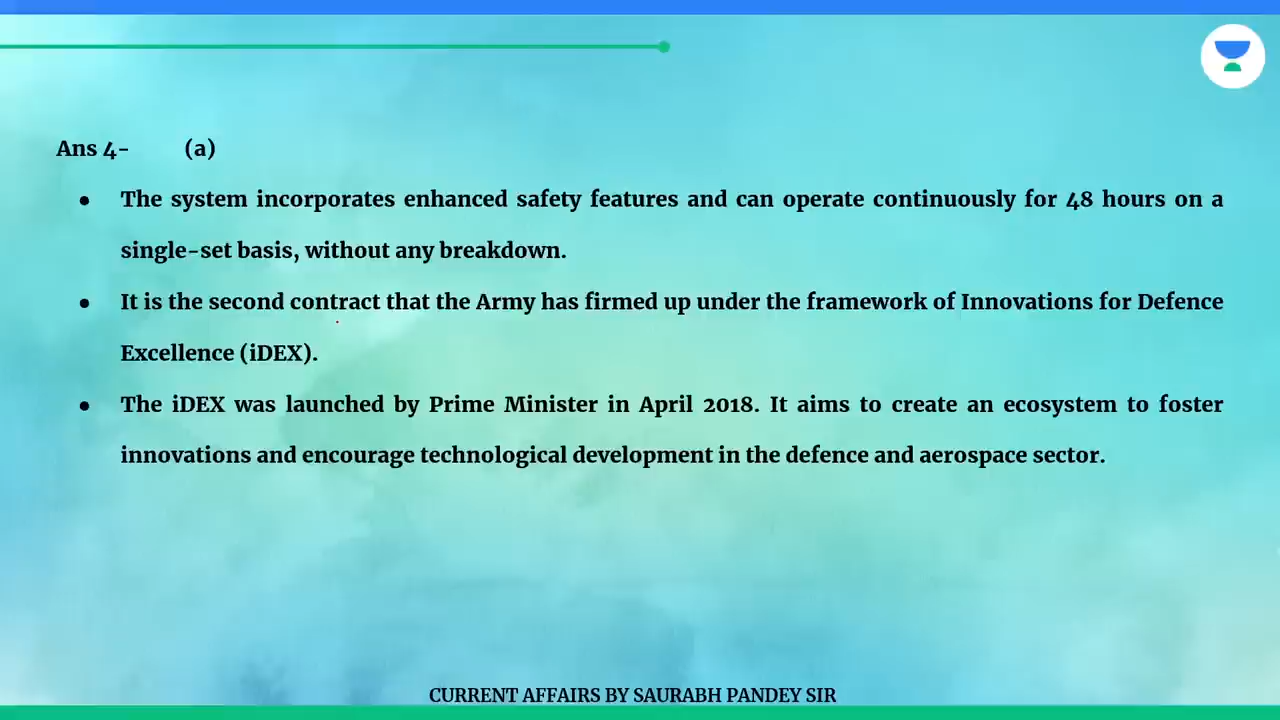 Ans 4- (a)
● The system incorporates enhanced safety features and can operate continuously for 48 hours on a
single-set basis, without any breakdown.
● It is the second contract that the Army has firmed up under the framework of Innovations for Defence
Excellence (iDEX).
● The iDEX was launched by Prime Minister in April 2018. It aims to create an ecosystem to foster
innovations and encourage technological development in the defence and aerospace sector.
CURRENT AFFAIRS BY SAURABH PANDEY SIR